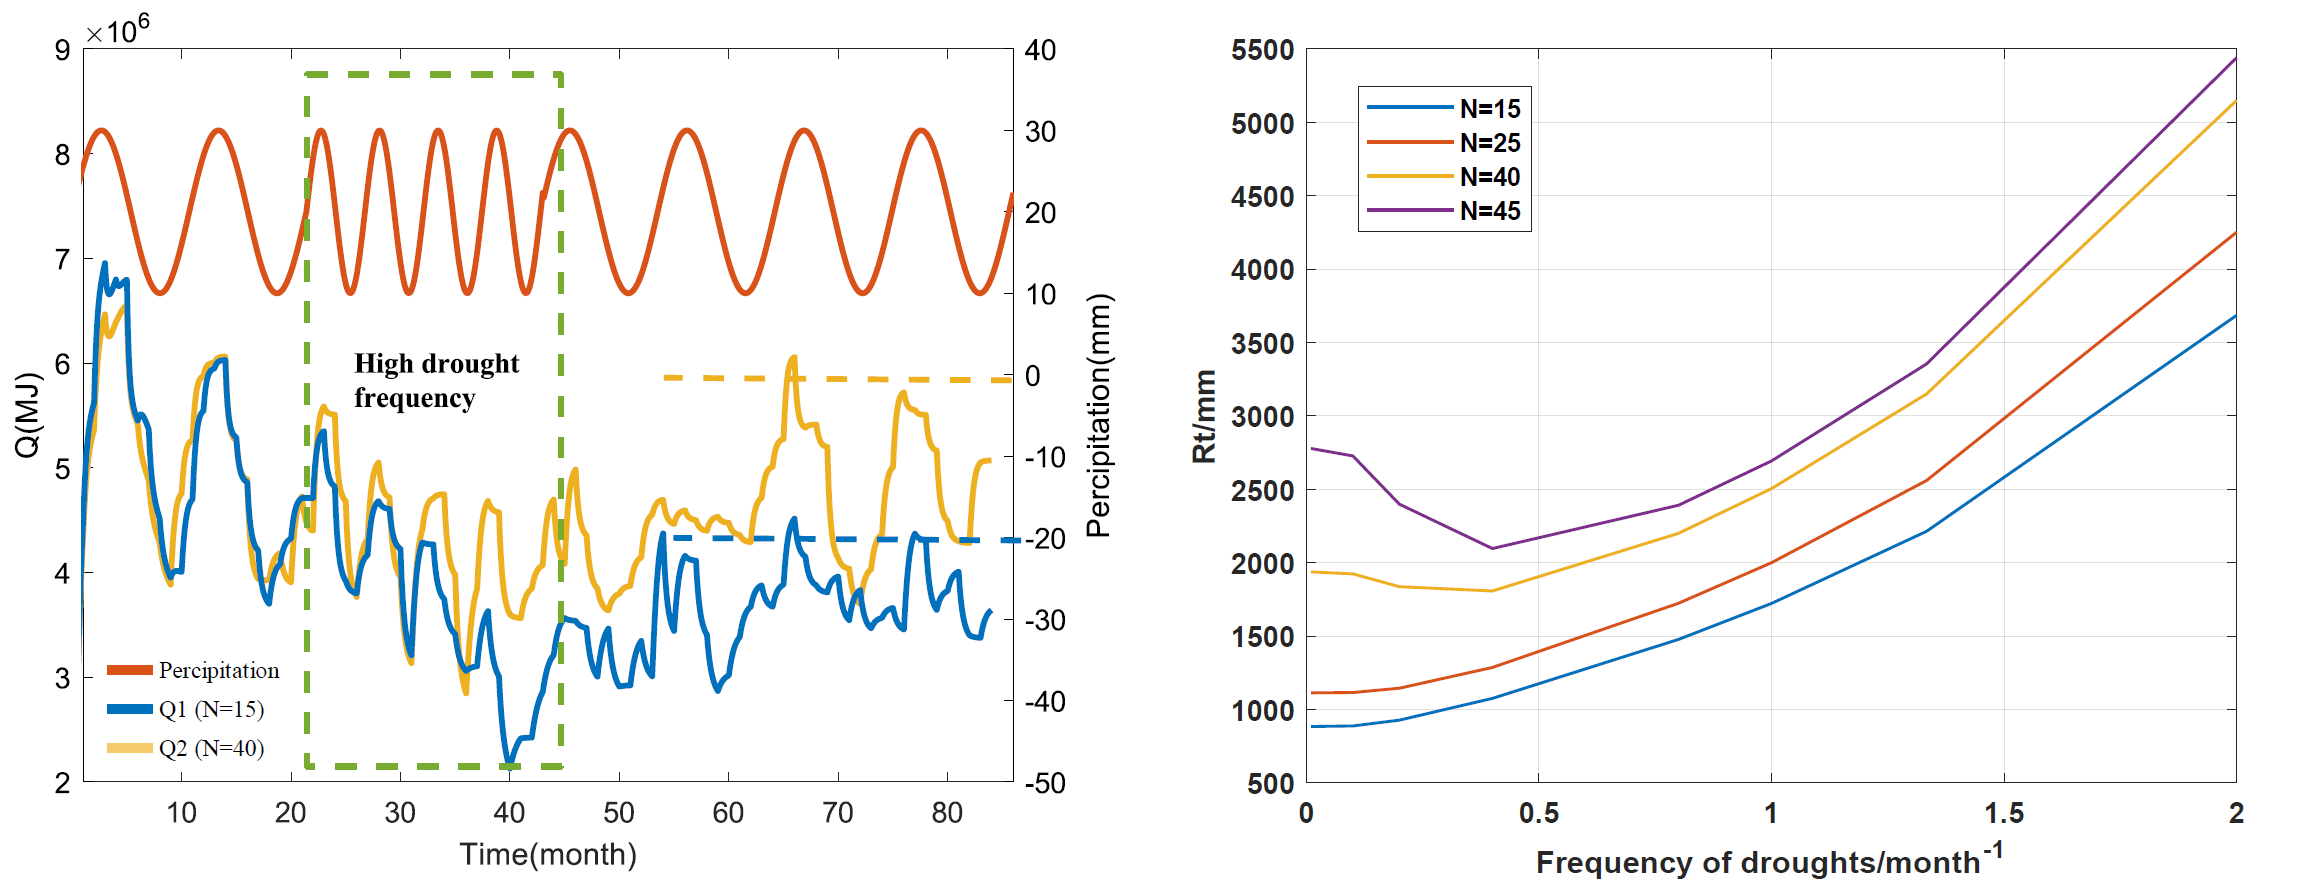 ×10^6
9
8
7
6
5
4
3
2
Q(MJ)
40
30
20
10
0
-10
-20
-30
-40
-50
Percipitation(mm)
High drought
frequency
Percipitation
Q1 (N=15)
Q2 (N=40)
10 20 30 40 50 60 70 80
Time(month)
5500
5000
4500
4000
3500
3000
2500
2000
1500
1000
500
Rt/mm
N=15
N=25
N=40
N=45
0 0.5 1 1.5 2
Frequency of droughts/month^-1